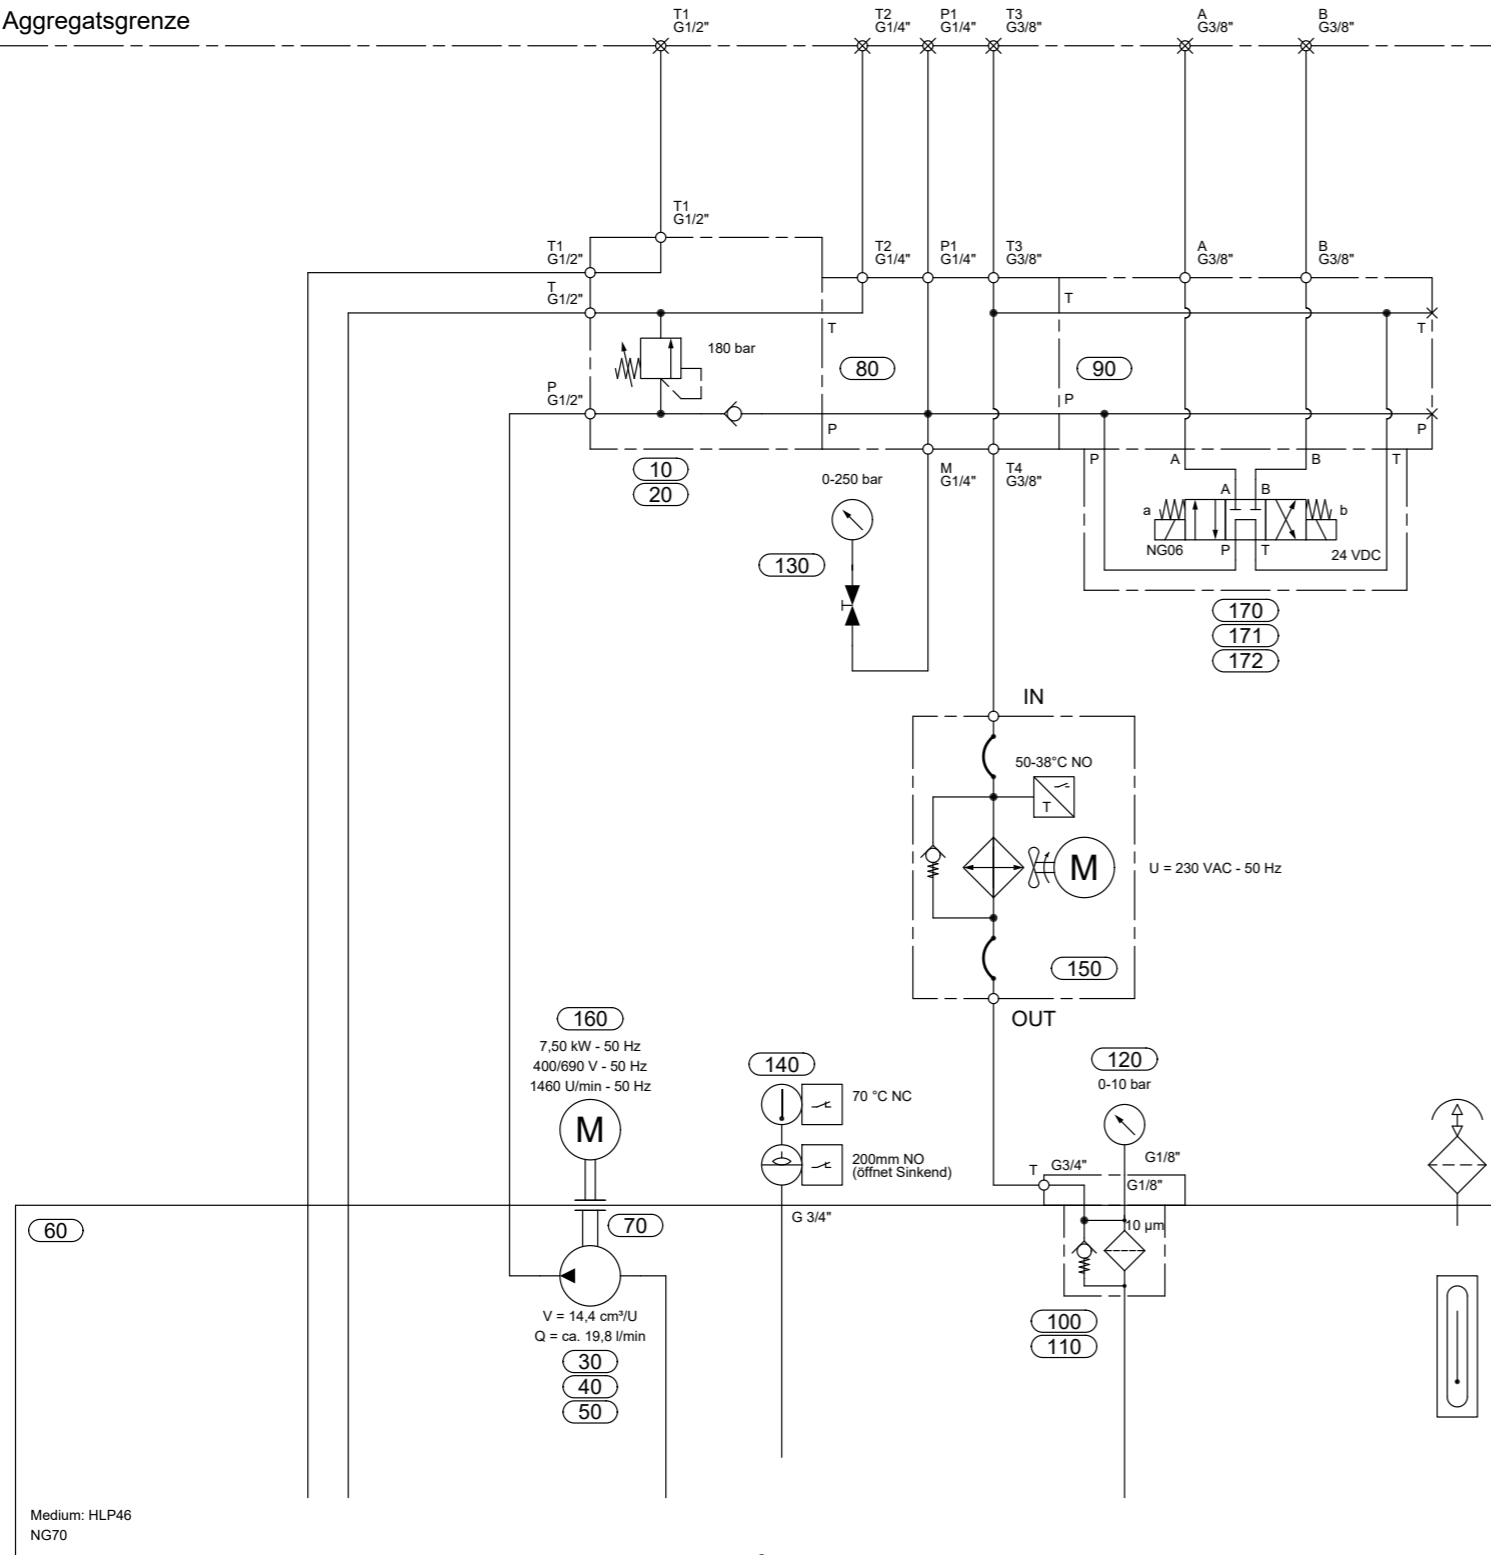 Aggregatsgrenze
T1
G1/2"
T2
G1/4"
P1
G1/4"
T3
G3/8"
A
G3/8"
B
G3/8"
T1
G1/2"
T1
G1/2"
T2
G1/4"
P1
G1/4"
T3
G3/8"
A
G3/8"
B
G3/8"
T
G1/2"
T
T
T
180 bar
80
90
P
G1/2"
P
P
P
10
20
0-250 bar
M
G1/4"
T4
G3/8"
P
A
B
T
A
B
a
b
NG06
P
T
24 VDC
130
170
171
172
IN
50-38°C NO
T
M
U = 230 VAC - 50 Hz
150
OUT
160
7,50 kW - 50 Hz
400/690 V - 50 Hz
1460 U/min - 50 Hz
M
140
70 °C NC
200mm NO
(öffnet Sinkend)
G 3/4"
120
0-10 bar
G1/8"
T
G3/4"
G1/8"
10 µm
60
70
V = 14,4 cm³/U
Q = ca. 19,8 l/min
30
40
50
100
110
Medium: HLP46
NG70